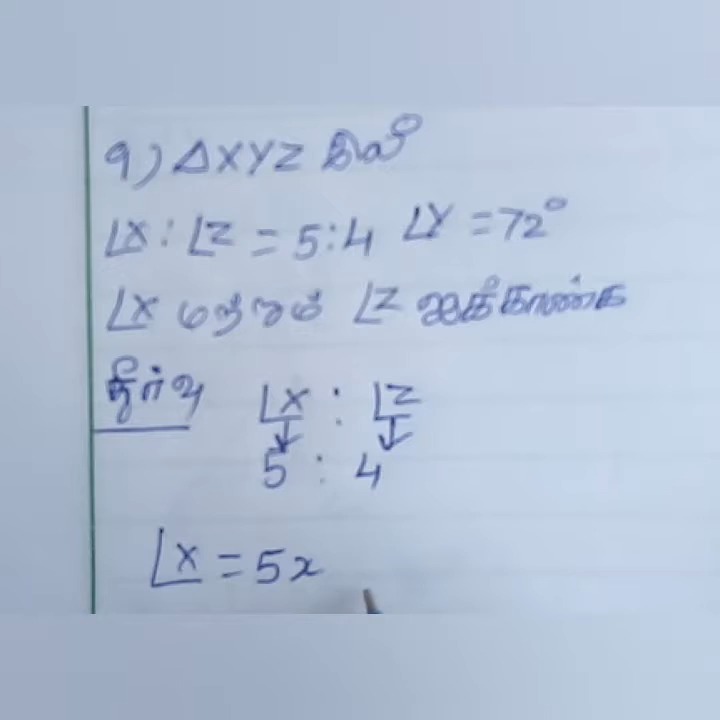 9) ΔXYZ இல்
∠X : ∠Z = 5:4 ∠Y = 72°
∠X மற்றும் ∠Z ஐக்காண்க
தீர்வு
∠X : ∠Z
↓ ↓
5 : 4
∠X = 5x